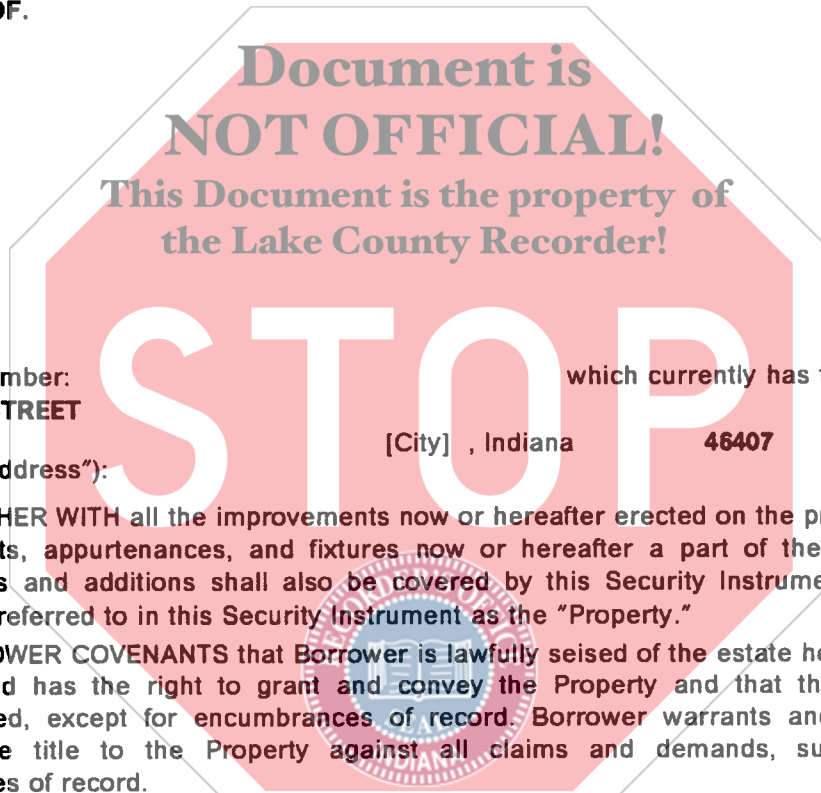 OF.
Document is
NOT OFFICIAL!
This Document is the property of
the Lake County Recorder!
STOP
mber: which currently has
TREET
[City] , Indiana 46407
ddress"):
HER WITH all the improvements now or hereafter erected on the p
ts, appurtenances, and fixtures now or hereafter a part of the
s and additions shall also be covered by this Security Instrume
referred to in this Security Instrument as the "Property."
RECORDER OFFICE
OWER COVENANTS that Borrower is lawfully seised of the estate he
d has the right to grant and convey the Property and that th
ed, except for encumbrances of record. Borrower warrants an
e title to the Property against all claims and demands, su
es of record.
INDIANA